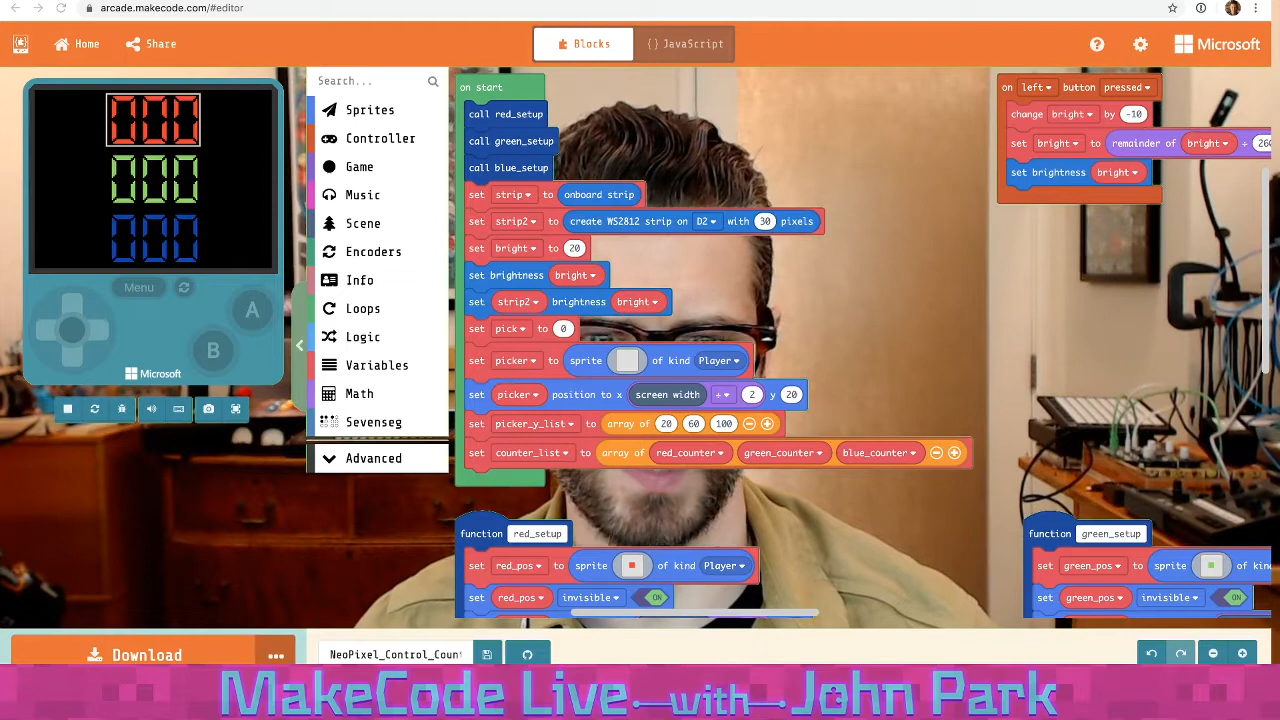 arcade.makecode.com/#editor
Home
Share
Blocks
{ } JavaScript
Microsoft
000
000
000
Menu
A
B
Microsoft
Search...
Sprites
Controller
Game
Music
Scene
Encoders
Info
Loops
Logic
Variables
Math
Sevenseg
Advanced
on start
call red_setup
call green_setup
call blue_setup
set strip to onboard strip
set strip2 to create WS2812 strip on D2 with 30 pixels
set bright to 20
set brightness bright
set strip2 brightness bright
set pick to 0
set picker to sprite of kind Player
set picker position to x screen width ÷ 2 y 20
set picker_y_list to array of 20 60 100
set counter_list to array of red_counter green_counter blue_counter
on left button pressed
change bright by -10
set bright to remainder of bright ÷ 260
set brightness bright
function red_setup
set red_pos to sprite of kind Player
set red_pos invisible ON
function green_setup
set green_pos to sprite of kin
set green_pos invisible ON
Download
NeoPixel_Control_Count
MakeCode Live with John Park